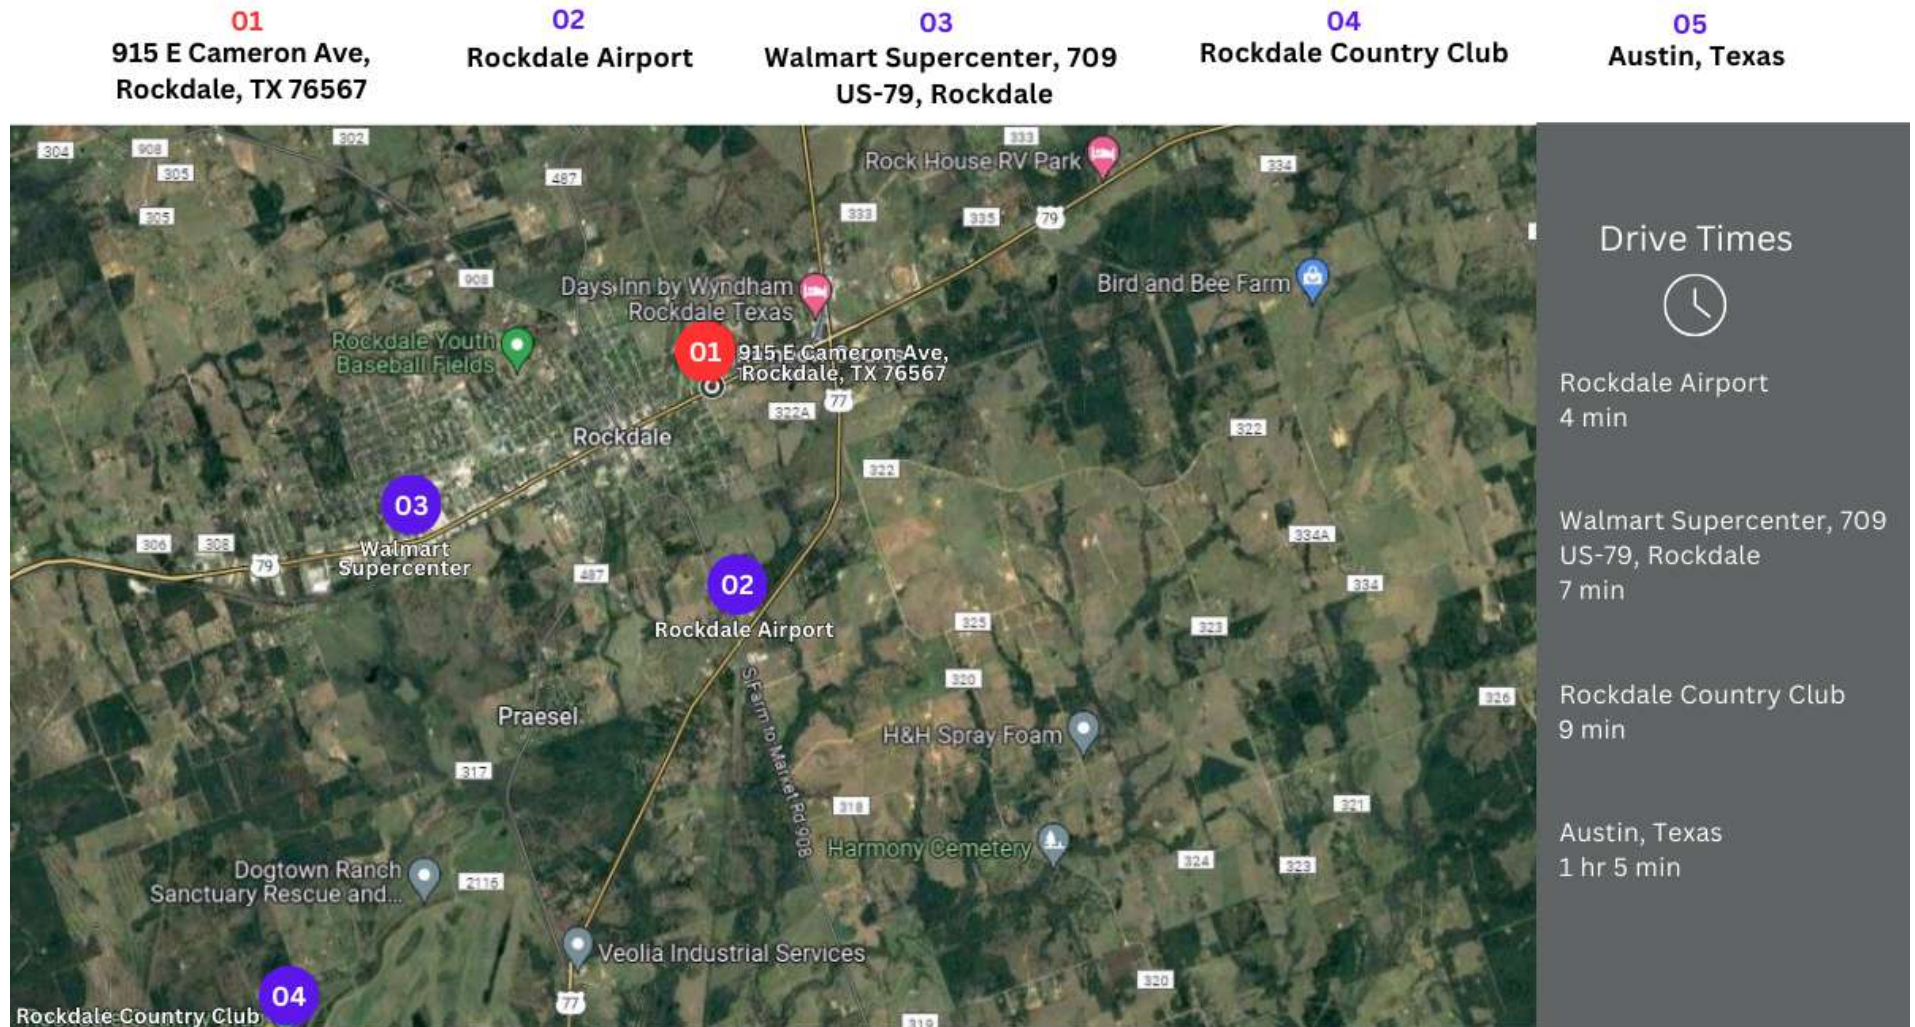 01
915 E Cameron Ave,
Rockdale, TX 76567
02
Rockdale Airport
03
Walmart Supercenter, 709
US-79, Rockdale
04
Rockdale Country Club
05
Austin, Texas
304
908
302
305
305
487
333
Rock House RV Park
334
333
335
79
908
Days Inn by Wyndham
Rockdale Texas
Bird and Bee Farm
Rockdale Youth
Baseball Fields
01
915 E Cameron Ave,
Rockdale, TX 76567
322A
77
Rockdale
322
322
03
306
308
79
Walmart
Supercenter
487
02
Rockdale Airport
334A
334
325
323
320
326
S Farm to Market Rd 908
Praesel
H&H Spray Foam
317
318
321
Harmony Cemetery
324
323
Dogtown Ranch
Sanctuary Rescue and...
2116
Veolia Industrial Services
320
04
Rockdale Country Club
77
319
Drive Times
Rockdale Airport
4 min
Walmart Supercenter, 709
US-79, Rockdale
7 min
Rockdale Country Club
9 min
Austin, Texas
1 hr 5 min